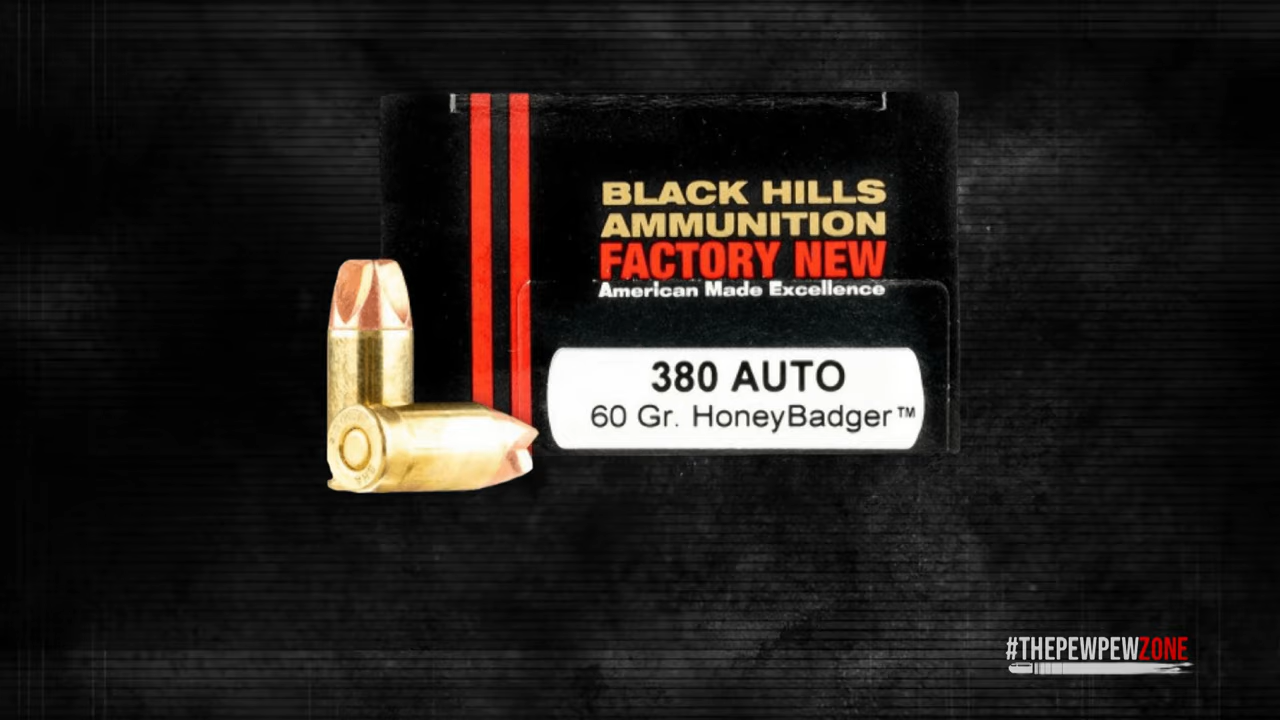 BLACK HILLS
AMMUNITION
FACTORY NEW
American Made Excellence
380 AUTO
60 Gr. HoneyBadger™
#THEPEWPEWZONE